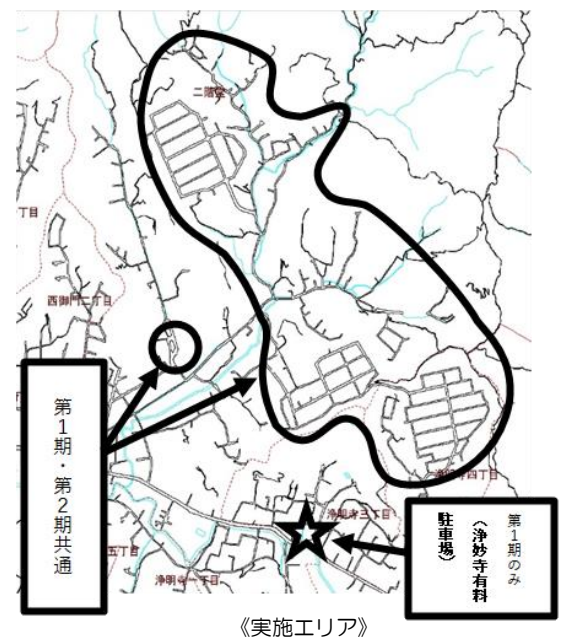 二階堂
丁目
西御門二丁目
第1期・第2期共通
浄明寺四丁目
浄明寺三丁目
五丁目
浄明寺一丁目
第1期のみ
(浄妙寺有料
駐車場)
《実施エリア》